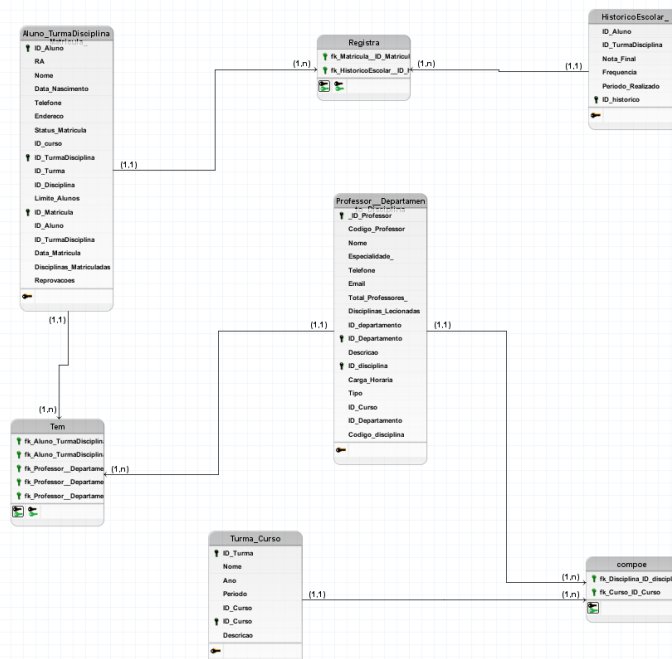 Aluno_TurmaDisciplina
Matricula_
ID_Aluno
RA
Nome
Data_Nascimento
Telefone
Endereco
Status_Matricula
ID_curso
ID_TurmaDisciplina
ID_Turma
ID_Disciplina
Limite_Alunos
ID_Matricula
ID_Aluno
ID_TurmaDisciplina
Data_Matricula
Disciplinas_Matriculadas
Reprovacoes
(1,1)
(1,1)
(1,n)
Registra
fk_Matricula__ID_Matricul
fk_HistoricoEscolar__ID_
(1,n)
(1,1)
HistoricoEscolar_
ID_Aluno
ID_TurmaDisciplina
Nota_Final
Frequencia
Periodo_Realizado
ID_historico
Professor__Departamen
_ID_Professor
Codigo_Professor
Nome
Especialidade_
Telefone
Email
Total_Professores_
Disciplinas_Lecionadas
ID_departamento
ID_Departamento
Descricao
ID_disciplina
Carga_Horaria
Tipo
ID_Curso
ID_Departamento
Codigo_disciplina
(1,1)
(1,1)
(1,n)
Tem
fk_Aluno_TurmaDisciplin
fk_Aluno_TurmaDisciplin
fk_Professor__Departame
fk_Professor__Departame
fk_Professor__Departame
(1,n)
Turma_Curso
ID_Turma
Nome
Ano
Periodo
ID_Curso
ID_Curso
Descricao
(1,1)
(1,n)
(1,n)
compoe
fk_Disciplina_ID_discipl
fk_Curso_ID_Curso